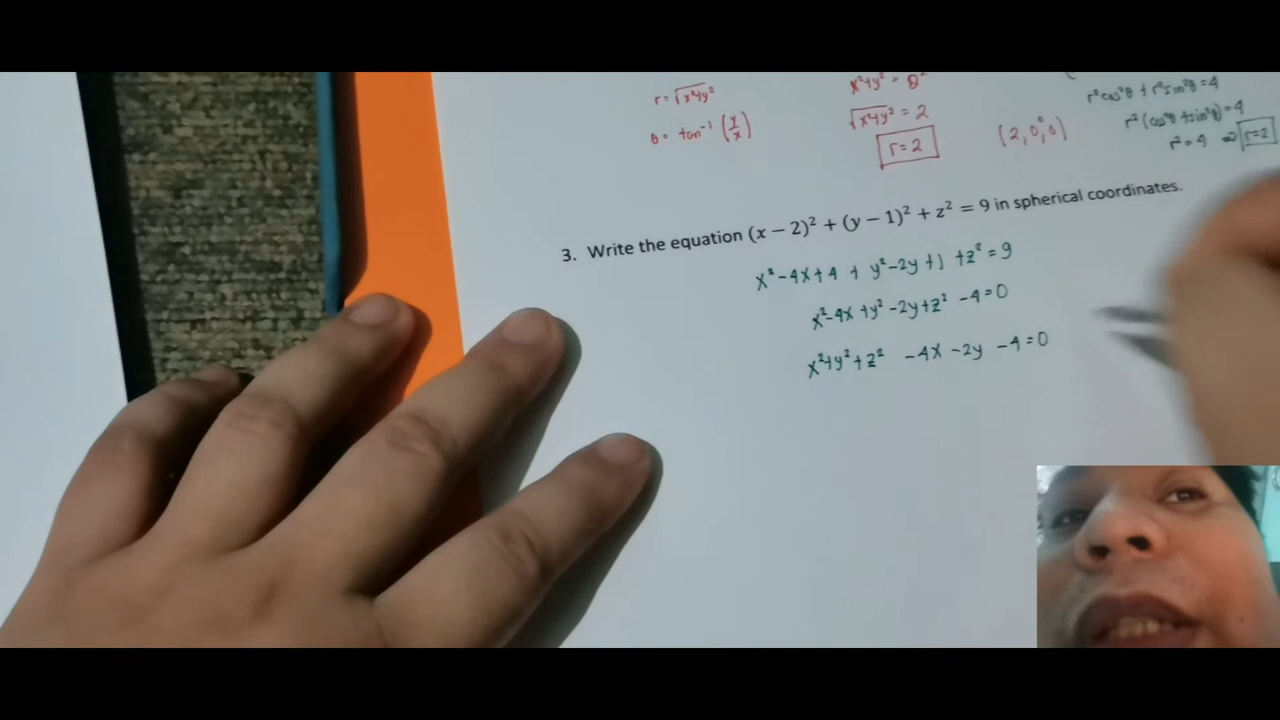 r = √x²+y²
θ = tan⁻¹ (y/x)
x²+y² =
√x²+y² = 2
r = 2
(2, 0°, 0)
r²cos²θ + r²sin²θ = 4
r²(cos²θ + sin²θ) = 4
r² = 4 ⇒ r=2
3. Write the equation (x − 2)² + (y − 1)² + z² = 9 in spherical coordinates.
x² - 4x + 4 + y² - 2y + 1 + z² = 9
x² - 4x + y² - 2y + z² - 4 = 0
x² + y² + z² - 4x - 2y - 4 = 0